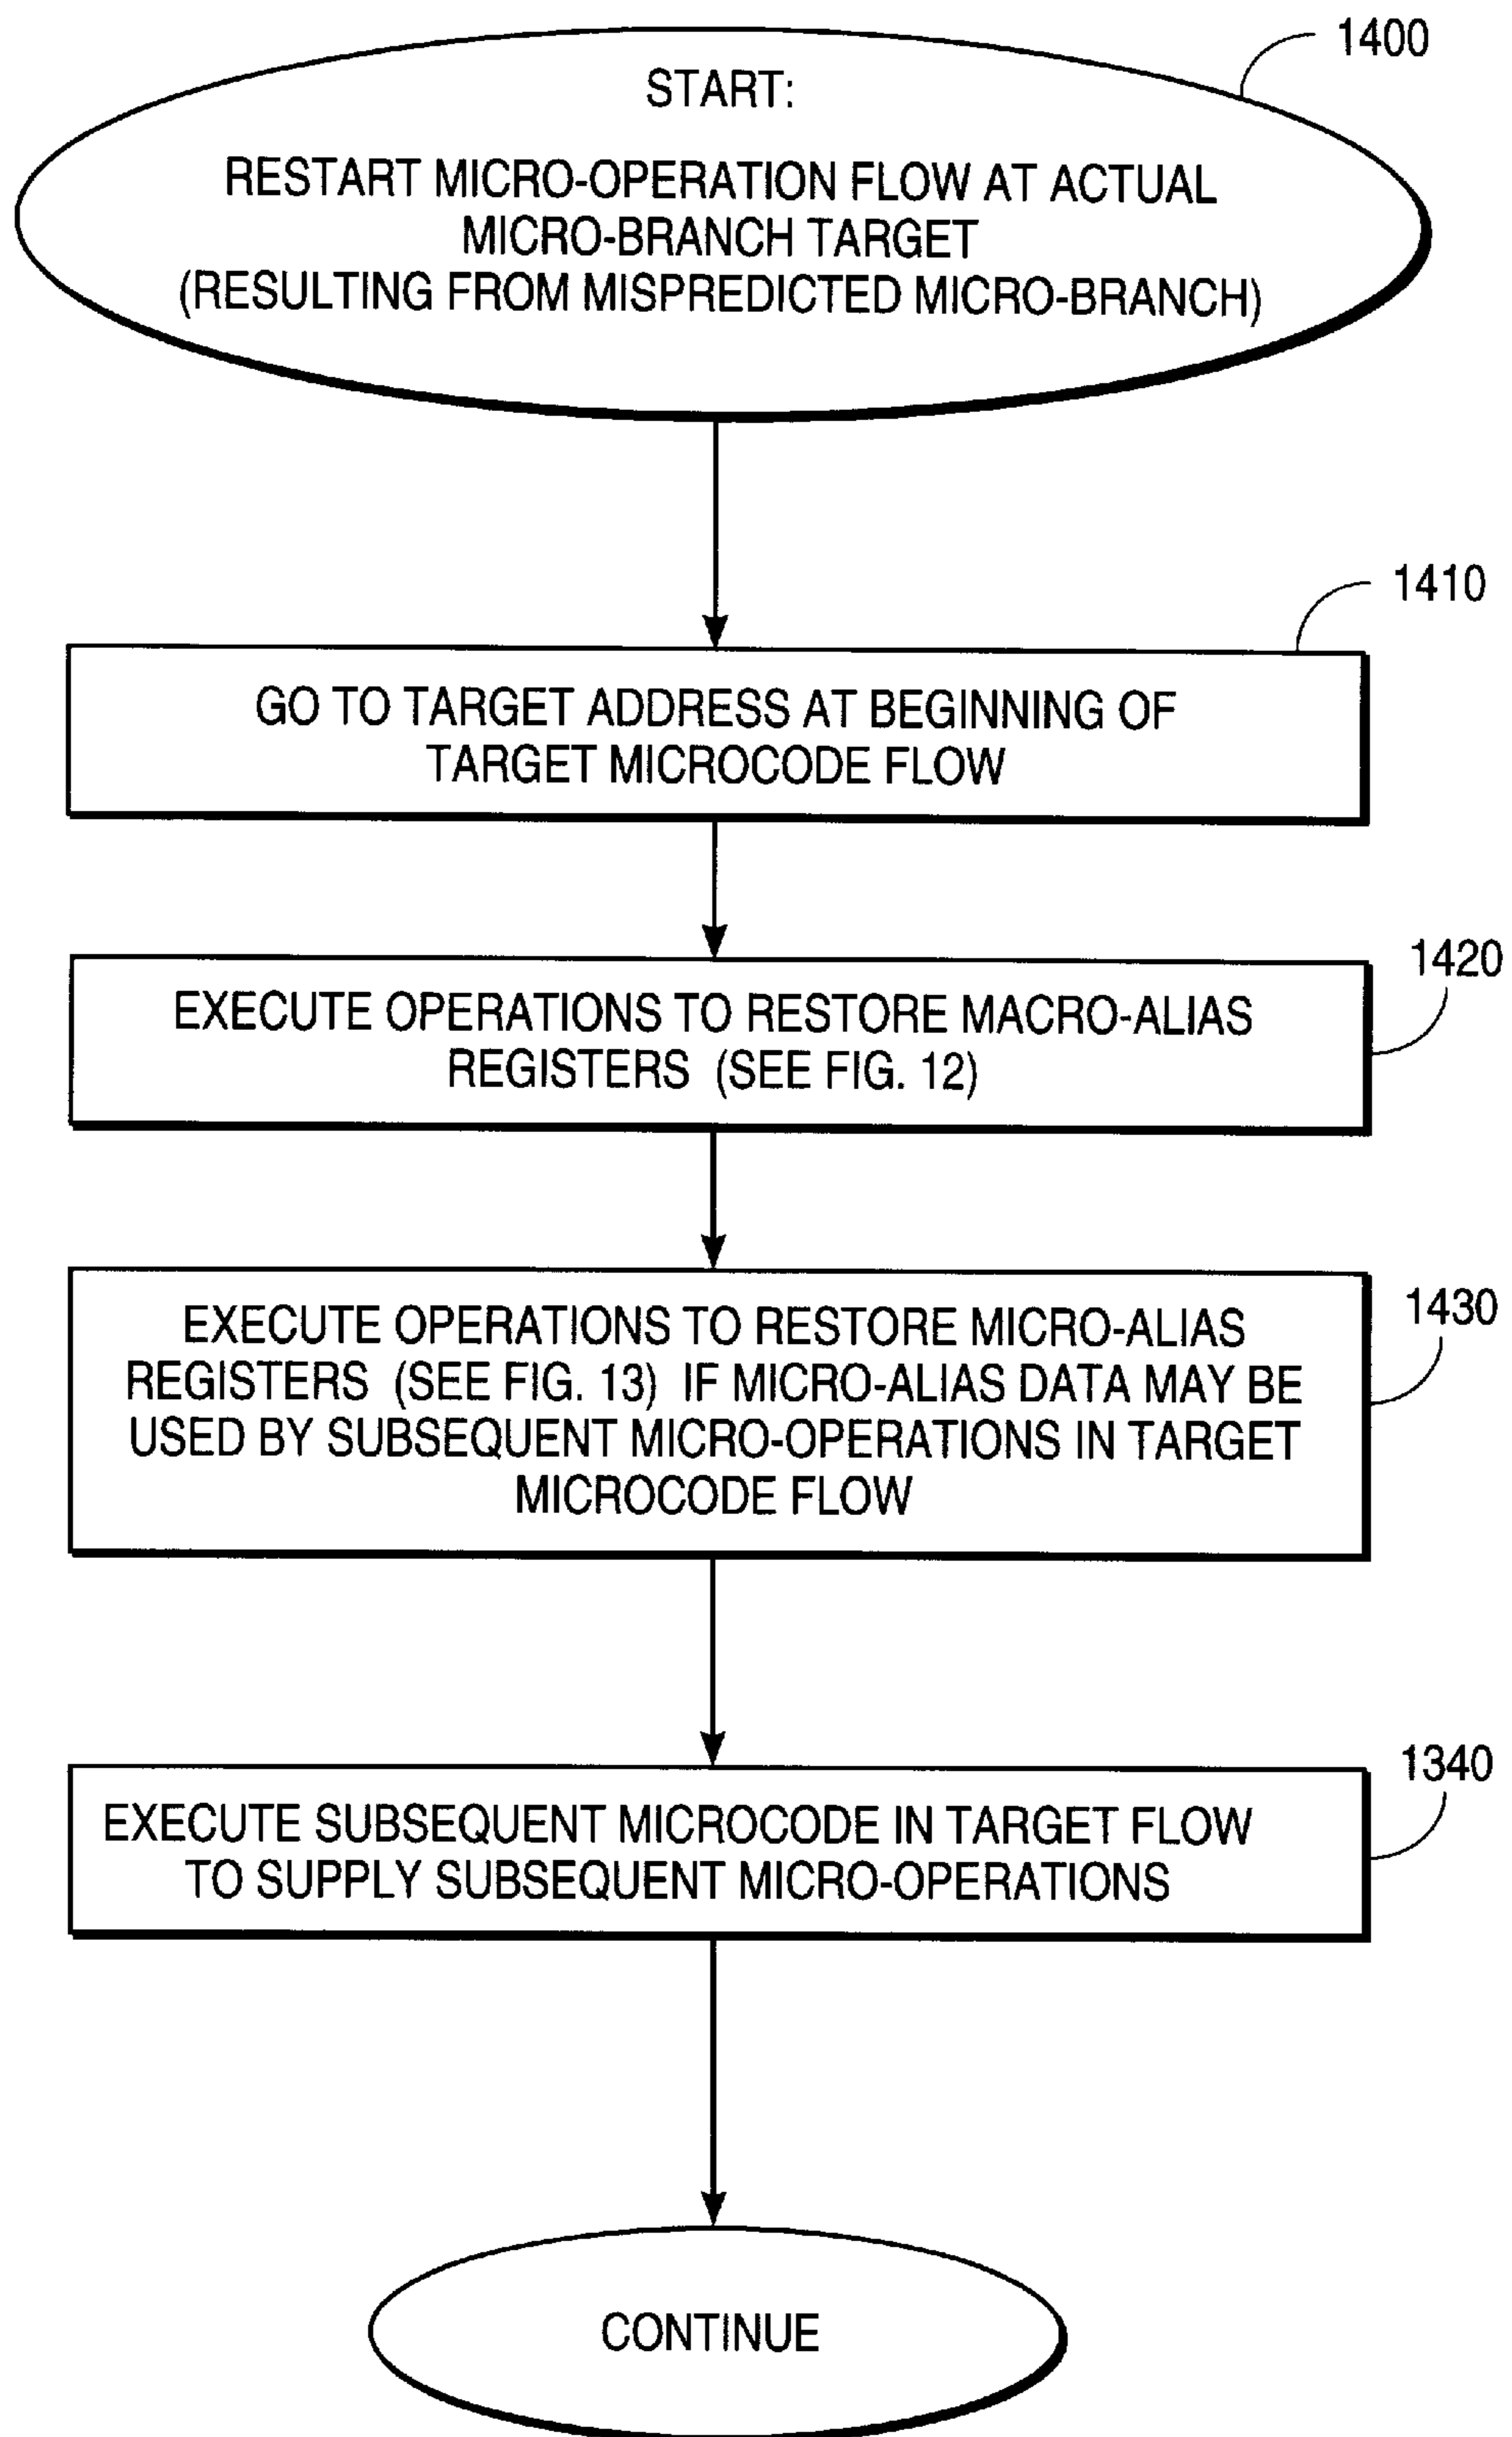 1400
START:
RESTART MICRO-OPERATION FLOW AT ACTUAL
MICRO-BRANCH TARGET
(RESULTING FROM MISPREDICTED MICRO-BRANCH)
1410
GO TO TARGET ADDRESS AT BEGINNING OF
TARGET MICROCODE FLOW
1420
EXECUTE OPERATIONS TO RESTORE MACRO-ALIAS
REGISTERS (SEE FIG. 12)
1430
EXECUTE OPERATIONS TO RESTORE MICRO-ALIAS
REGISTERS (SEE FIG. 13) IF MICRO-ALIAS DATA MAY BE
USED BY SUBSEQUENT MICRO-OPERATIONS IN TARGET
MICROCODE FLOW
1340
EXECUTE SUBSEQUENT MICROCODE IN TARGET FLOW
TO SUPPLY SUBSEQUENT MICRO-OPERATIONS
CONTINUE